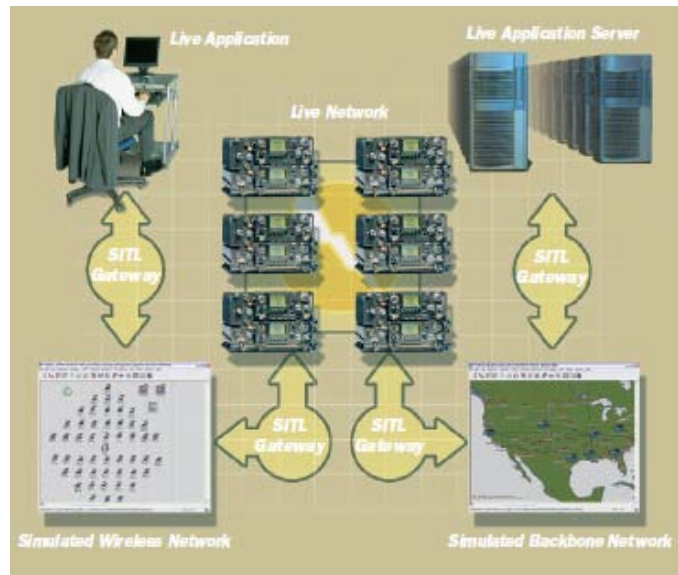 Live Application
Live Application Server
Live Network
SITL
Gateway
SITL
Gateway
SITL
Gateway
SITL
Gateway
Simulated Wireless Network
Simulated Backbone Network